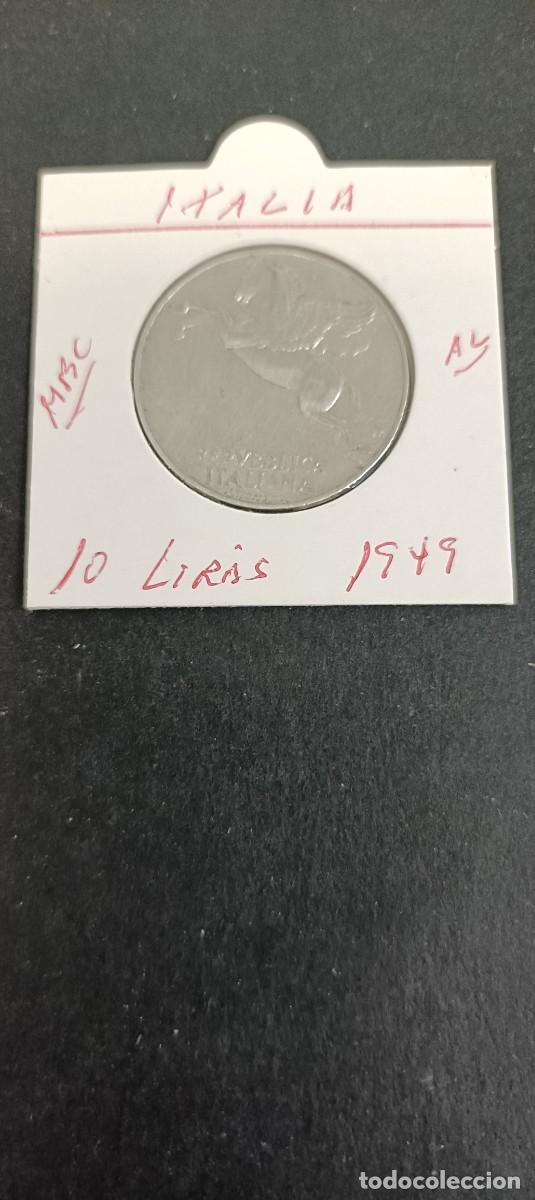 ITALIA
MBC
AL
REPVBBLICA
ITALIANA
10 LIRAS 1949
todocoleccion